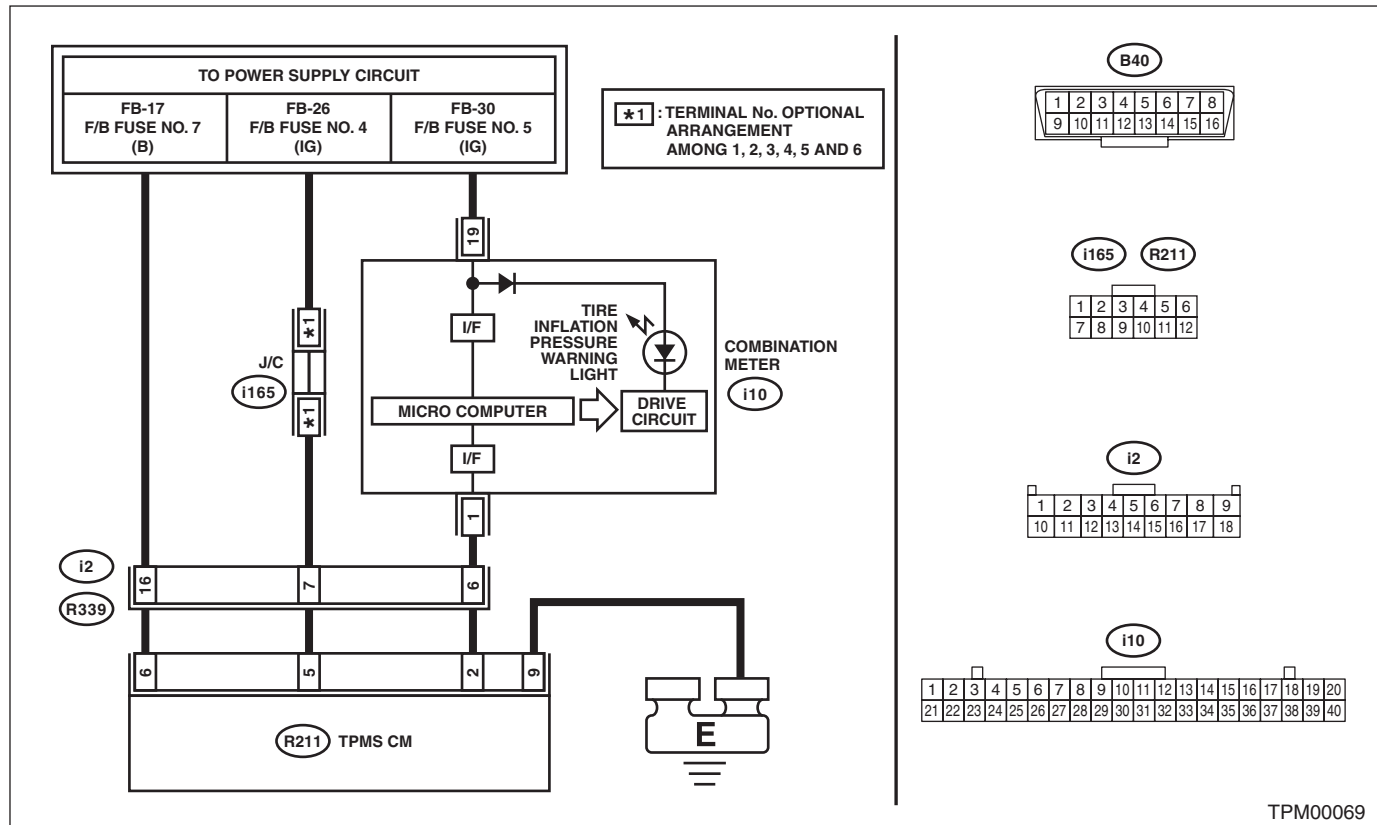 TO POWER SUPPLY CIRCUIT
FB-17
F/B FUSE NO. 7
(B)
FB-26
F/B FUSE NO. 4
(IG)
FB-30
F/B FUSE NO. 5
(IG)
*1 : TERMINAL No. OPTIONAL
ARRANGEMENT
AMONG 1, 2, 3, 4, 5 AND 6
19
I/F
TIRE
INFLATION
PRESSURE
WARNING
LIGHT
COMBINATION
METER
i10
*1
J/C
i165
*1
MICRO COMPUTER
DRIVE
CIRCUIT
I/F
1
i2
R339
16
7
6
6
5
2
9
R211 TPMS CM
E
B40
1 2 3 4 5 6 7 8
9 10 11 12 13 14 15 16
i165 R211
1 2 3 4 5 6
7 8 9 10 11 12
i2
1 2 3 4 5 6 7 8 9
10 11 12 13 14 15 16 17 18
i10
1 2 3 4 5 6 7 8 9 10 11 12 13 14 15 16 17 18 19 20
21 22 23 24 25 26 27 28 29 30 31 32 33 34 35 36 37 38 39 40
TPM00069